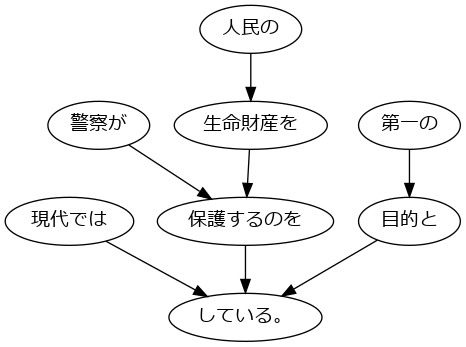 人民の
警察が
生命財産を
第一の
現代では
保護するのを
目的と
している。